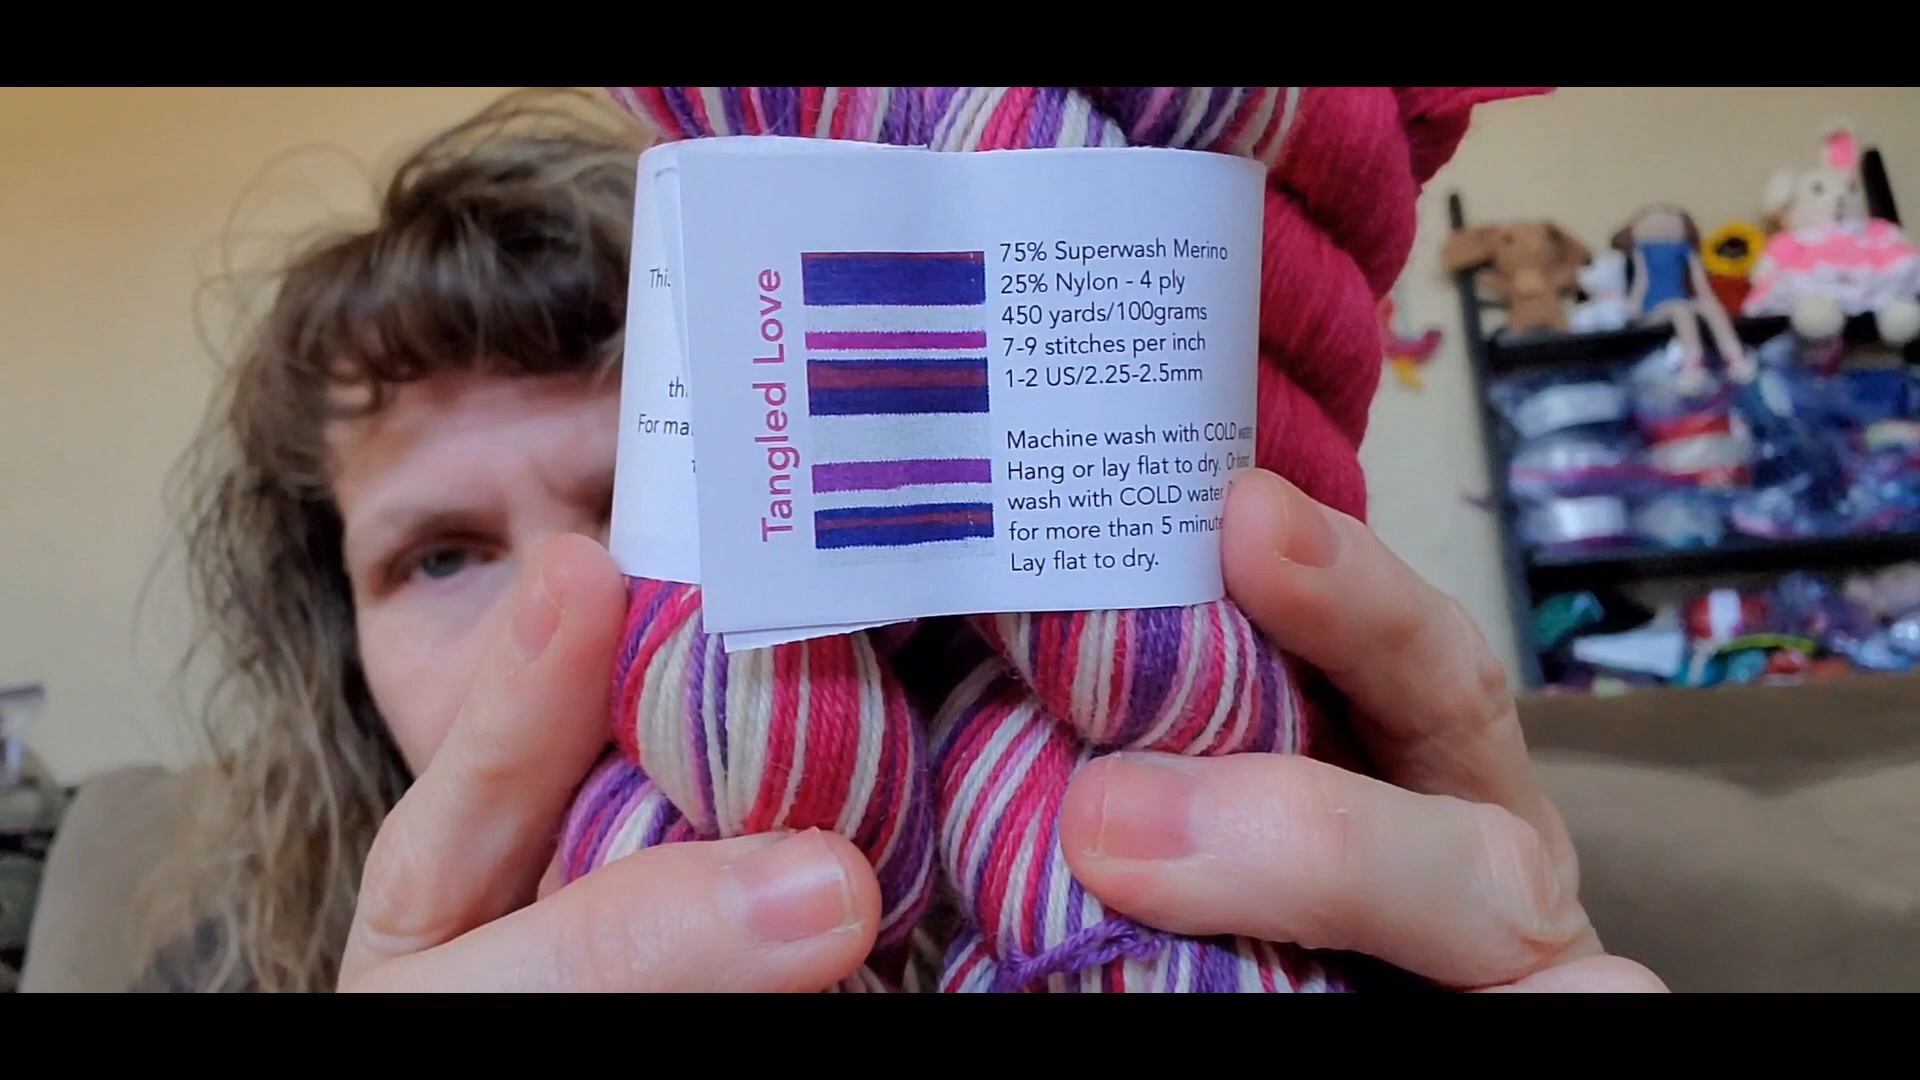 Tangled Love
75% Superwash Merino
25% Nylon - 4 ply
450 yards/100grams
7-9 stitches per inch
1-2 US/2.25-2.5mm
Machine wash with COLD
Hang or lay flat to dry. Or
wash with COLD water
for more than 5
Lay flat to dry.
For